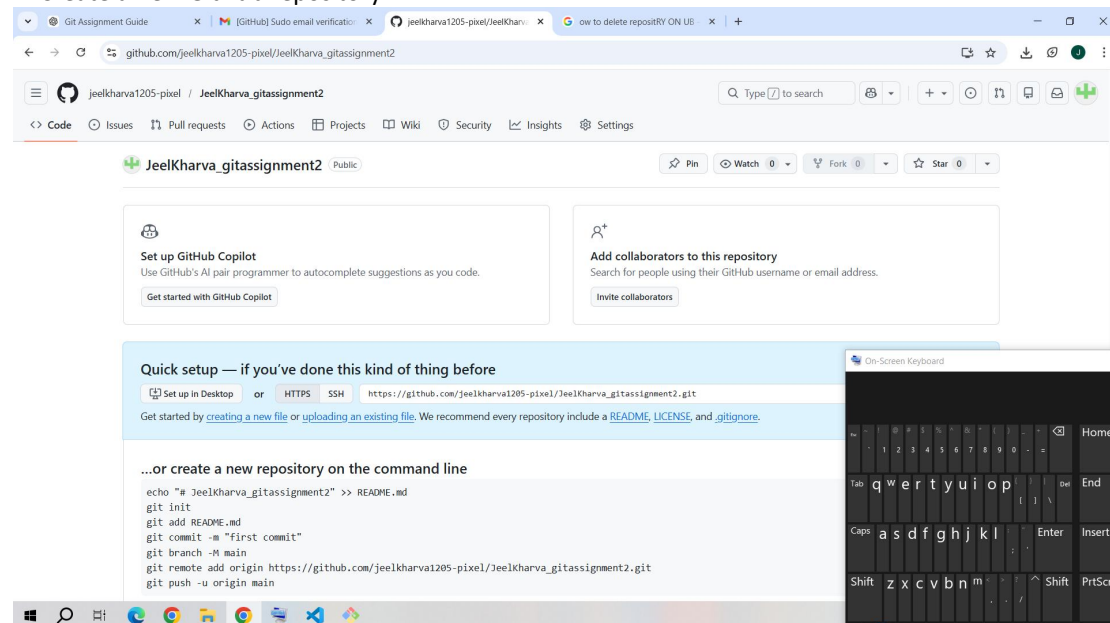 Git Assignment Guide
[GitHub] Sudo email verification
jeelkharva1205-pixel/JeelKharva
ow to delete repositRY ON UB
github.com/jeelkharva1205-pixel/JeelKharva_gitassignment2
J
jeelkharva1205-pixel / JeelKharva_gitassignment2
Type / to search
Code Issues Pull requests Actions Projects Wiki Security Insights Settings
JeelKharva_gitassignment2 Public
Pin Watch 0 Fork 0 Star 0
Set up GitHub Copilot
Use GitHub's AI pair programmer to autocomplete suggestions as you code.
Get started with GitHub Copilot
Add collaborators to this repository
Search for people using their GitHub username or email address.
Invite collaborators
Quick setup — if you've done this kind of thing before
Set up in Desktop or HTTPS SSH https://github.com/jeelkharva1205-pixel/JeelKharva_gitassignment2.git
Get started by creating a new file or uploading an existing file. We recommend every repository include a README, LICENSE, and .gitignore.
...or create a new repository on the command line
echo "# JeelKharva_gitassignment2" >> README.md
git init
git add README.md
git commit -m "first commit"
git branch -M main
git remote add origin https://github.com/jeelkharva1205-pixel/JeelKharva_gitassignment2.git
git push -u origin main
On-Screen Keyboard
1 2 3 4 5 6 7 8 9 0 - = Home
Tab q w e r t y u i o p [ ] \ Del End
Caps a s d f g h j k l ; ' Enter Insert
Shift z x c v b n m , . / Shift PrtScn